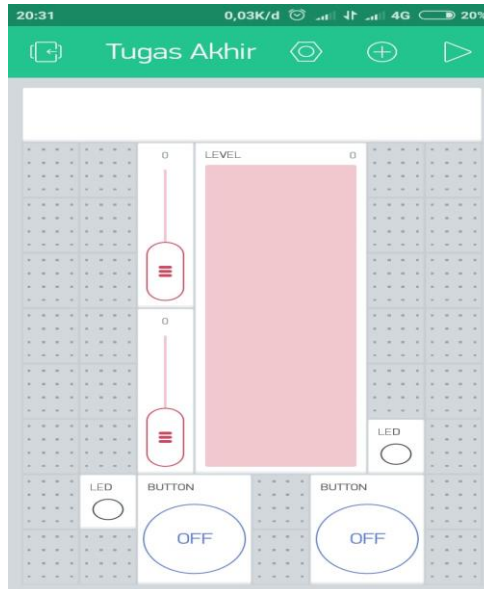 20:31 0,03K/d 4G 20%
Tugas Akhir
0 LEVEL 0
0
LED
LED BUTTON BUTTON
OFF OFF